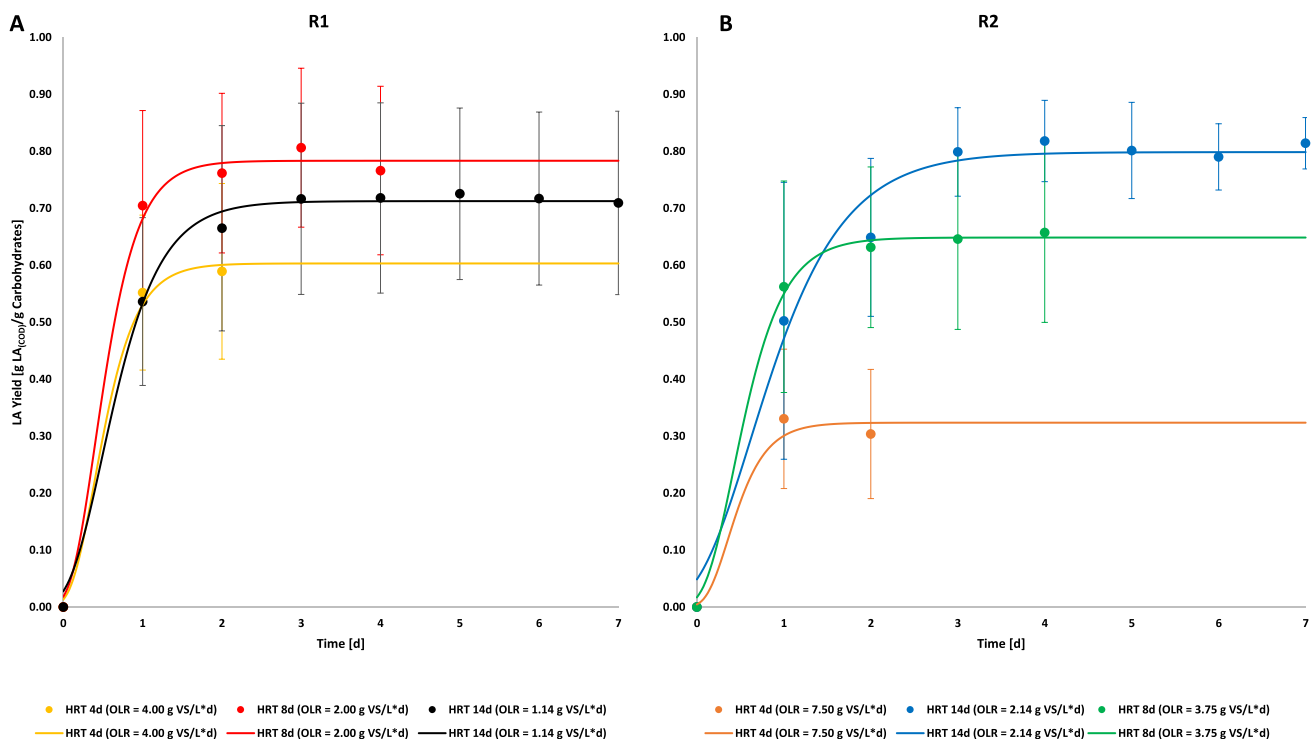 A
R1
B
R2
LA Yield [g LA(COD)/g Carbohydrates]
1.00
0.90
0.80
0.70
0.60
0.50
0.40
0.30
0.20
0.10
0.00
0 1 2 3 4 5 6 7
Time [d]
1.00
0.90
0.80
0.70
0.60
0.50
0.40
0.30
0.20
0.10
0.00
0 1 2 3 4 5 6 7
Time [d]
HRT 4d (OLR = 4.00 g VS/L*d) HRT 8d (OLR = 2.00 g VS/L*d) HRT 14d (OLR = 1.14 g VS/L*d)
HRT 4d (OLR = 4.00 g VS/L*d) HRT 8d (OLR = 2.00 g VS/L*d) HRT 14d (OLR = 1.14 g VS/L*d)
HRT 4d (OLR = 7.50 g VS/L*d) HRT 14d (OLR = 2.14 g VS/L*d) HRT 8d (OLR = 3.75 g VS/L*d)
HRT 4d (OLR = 7.50 g VS/L*d) HRT 14d (OLR = 2.14 g VS/L*d) HRT 8d (OLR = 3.75 g VS/L*d)